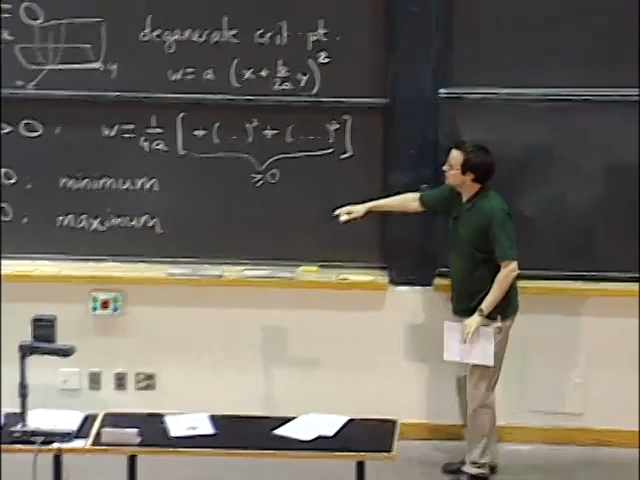 degenerate crit. pt.
w = a (x + b/2a y)²
> 0. w = 1/4a [ + (...)² + (...)² ]
≥ 0
0: minimum
0: maximum